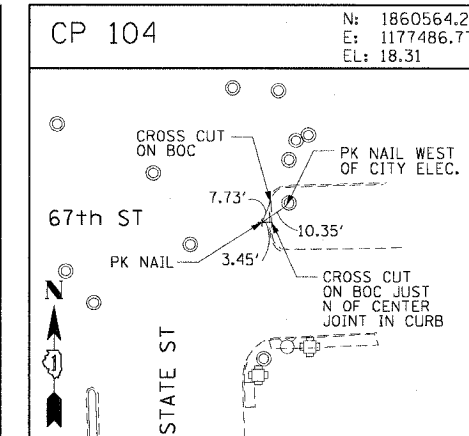 CP 104
N: 1860564.2
E: 1177486.7
EL: 18.31
CROSS CUT
ON BOC
PK NAIL WEST
OF CITY ELEC.
7.73'
67th ST
10.35'
PK NAIL
3.45'
CROSS CUT
ON BOC JUST
N OF CENTER
JOINT IN CURB
N
STATE ST